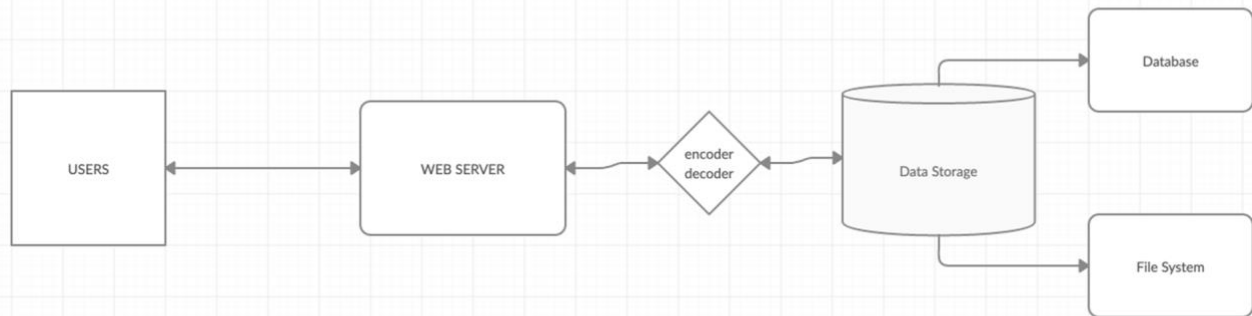 USERS
WEB SERVER
encoder
decoder
Data Storage
Database
File System